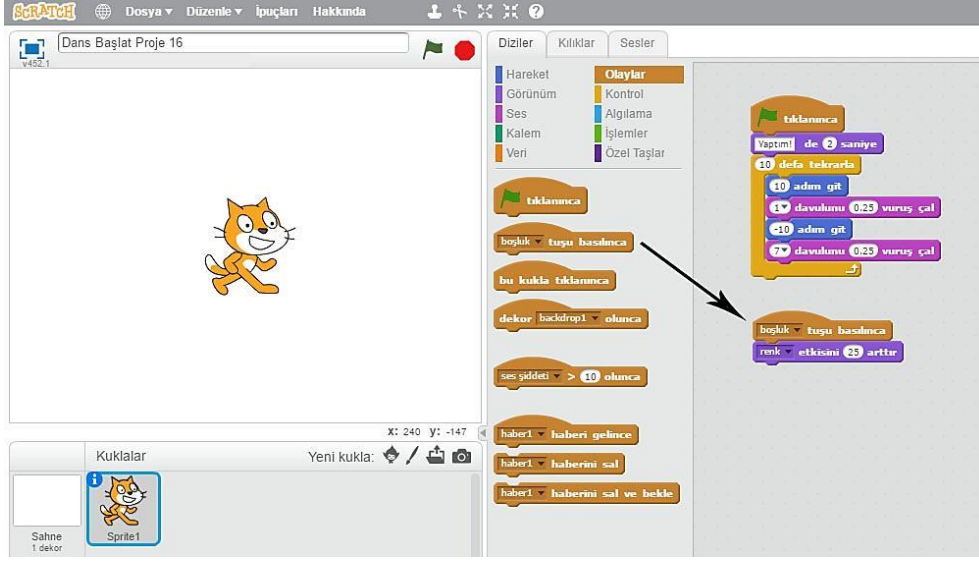 SCRATCH Dosya Düzenle İpuçları Hakkında
Dans Başlat Proje 16
v452.1
Diziler Kılıklar Sesler
Hareket Olaylar
Görünüm Kontrol
Ses Algılama
Kalem İşlemler
Veri Özel Taşlar
tıklanınca
boşluk tuşu basılınca
bu kukla tıklanınca
dekor backdrop1 olunca
ses şiddeti > 10 olunca
haber1 haberi gelince
haber1 haberini sal
haber1 haberini sal ve bekle
tıklanınca
Yaptım! de 2 saniye
10 defa tekrarla
10 adım git
1 davulunu 0.25 vuruş çal
-10 adım git
7 davulunu 0.25 vuruş çal
boşluk tuşu basılınca
renk etkisini 25 arttır
x: 240 y: -147
Kuklalar Yeni kukla:
Sahne
1 dekor
Sprite1